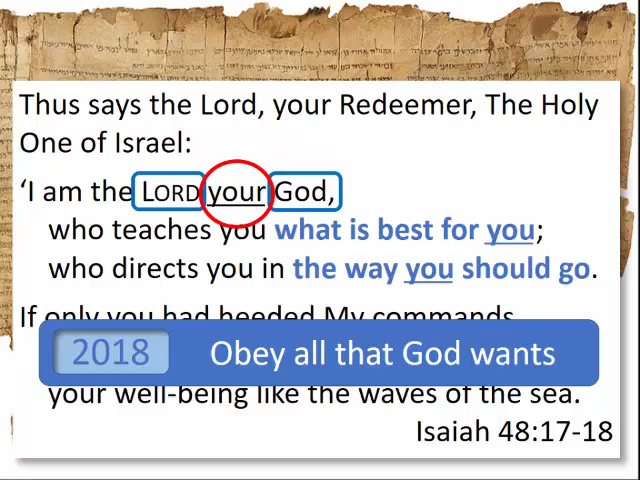 Thus says the Lord, your Redeemer, The Holy
One of Israel:
‘I am the LORD your God,
who teaches you what is best for you;
who directs you in the way you should go.
If only you had heeded My commands
2018 Obey all that God wants
your well-being like the waves of the sea.
Isaiah 48:17-18